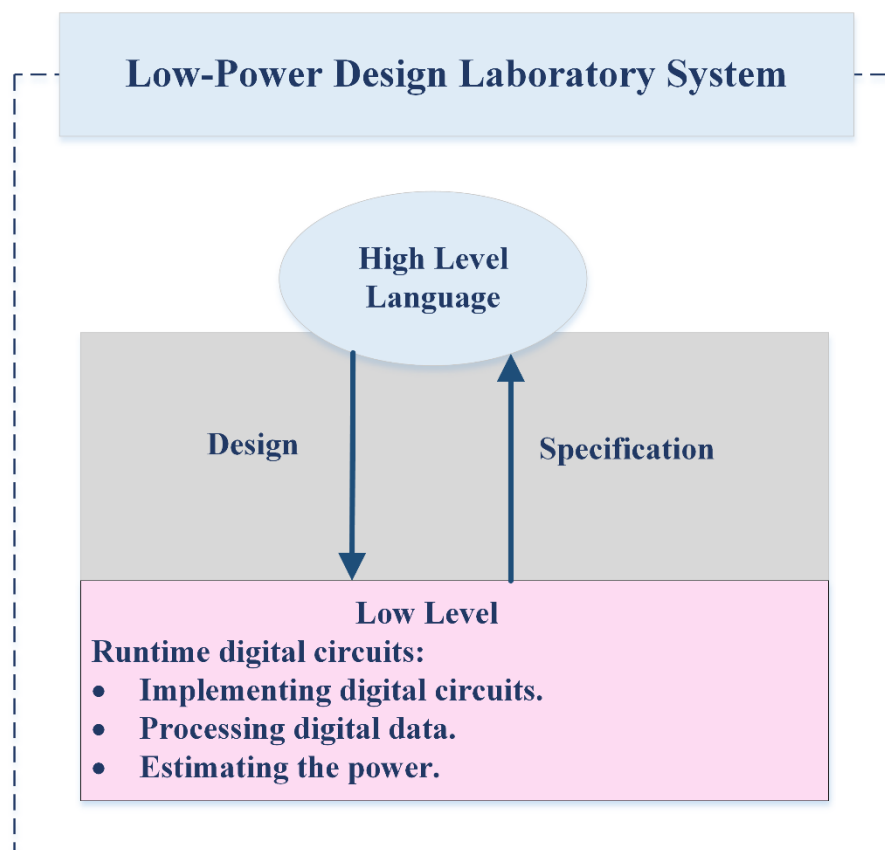 Low-Power Design Laboratory System
High Level
Language
Design
Specification
Low Level
Runtime digital circuits:
• Implementing digital circuits.
• Processing digital data.
• Estimating the power.